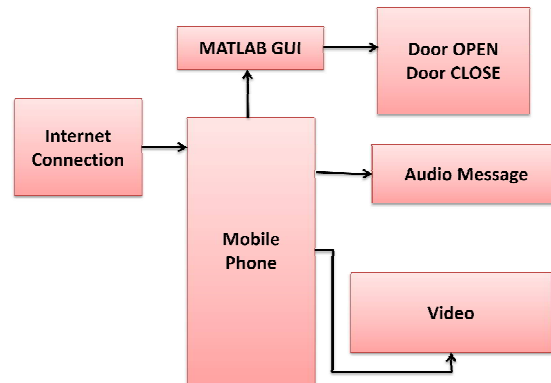 MATLAB GUI
Door OPEN
Door CLOSE
Internet
Connection
Audio Message
Mobile
Phone
Video